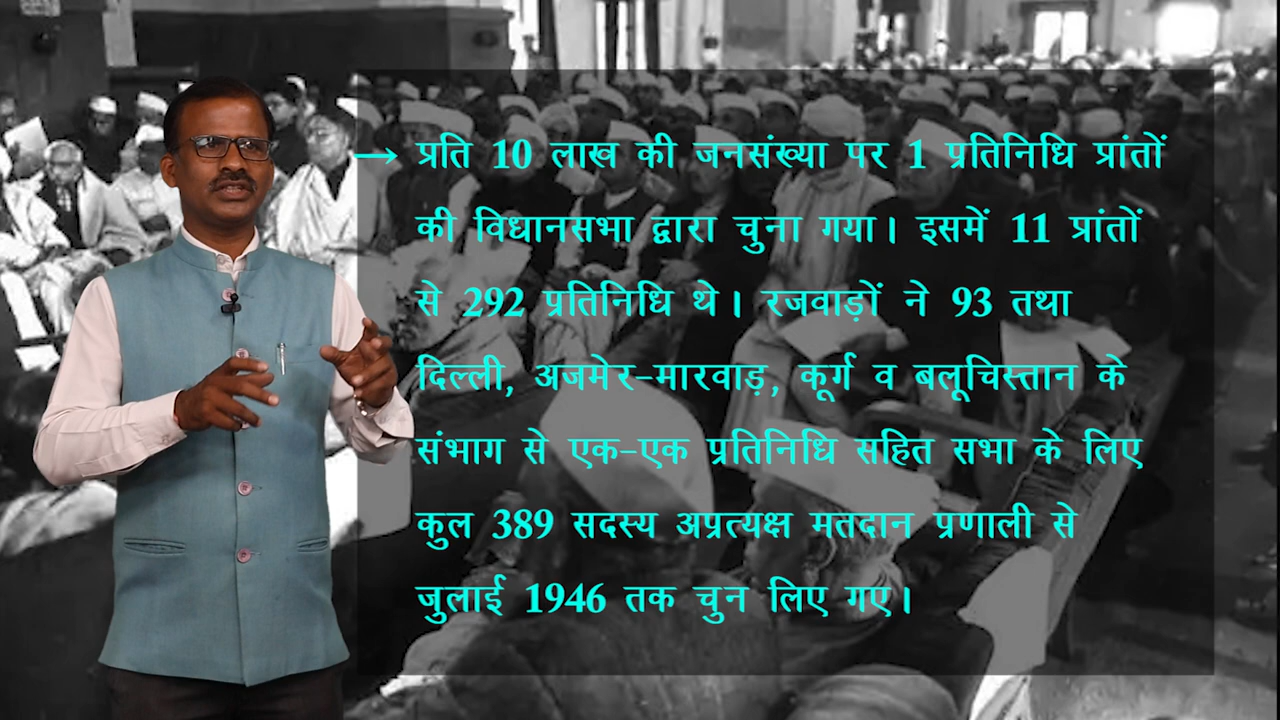 → प्रति 10 लाख की जनसंख्या पर 1 प्रतिनिधि प्रांतों
की विधानसभा द्वारा चुना गया। इसमें 11 प्रांतों
से 292 प्रतिनिधि थे। रजवाड़ों ने 93 तथा
दिल्ली, अजमेर-मारवाड़, कूर्ग व बलूचिस्तान के
संभाग से एक-एक प्रतिनिधि सहित सभा के लिए
कुल 389 सदस्य अप्रत्यक्ष मतदान प्रणाली से
जुलाई 1946 तक चुन लिए गए।